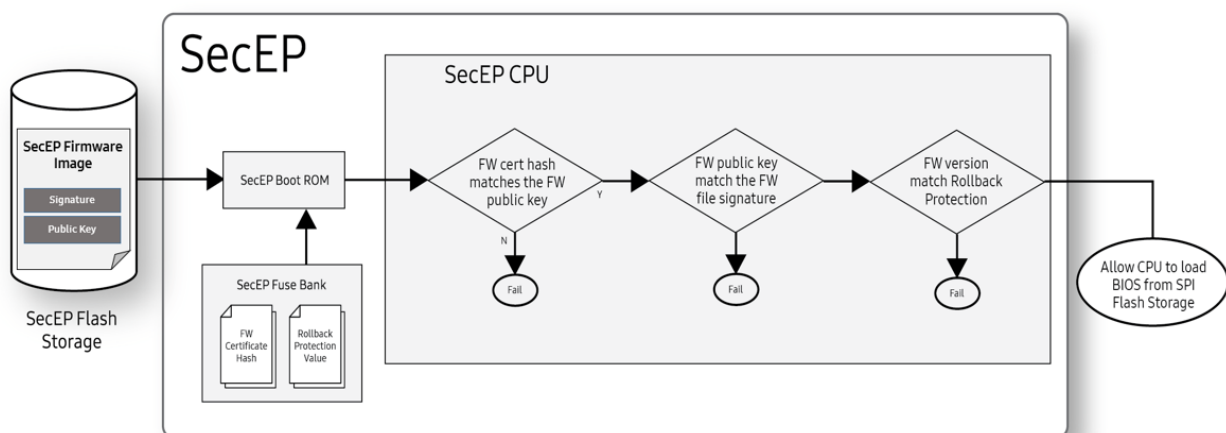 SecEP
SecEP CPU
SecEP Firmware
Image
Signature
Public Key
SecEP Flash
Storage
SecEP Boot ROM
SecEP Fuse Bank
FW
Certificate
Hash
Rollback
Protection
Value
FW cert hash
matches the FW
public key
Y
N
Fail
FW public key
match the FW
file signature
Fail
FW version
match Rollback
Protection
Fail
Allow CPU to load
BIOS from SPI
Flash Storage